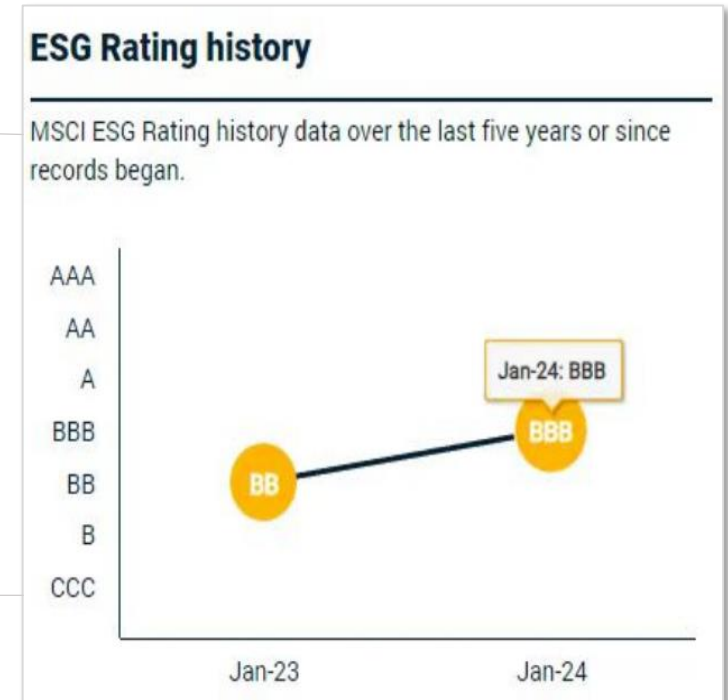 ESG Rating history
MSCI ESG Rating history data over the last five years or since
records began.
AAA
AA
A
Jan-24: BBB
BBB
BBB
BB
BB
B
CCC
Jan-23
Jan-24